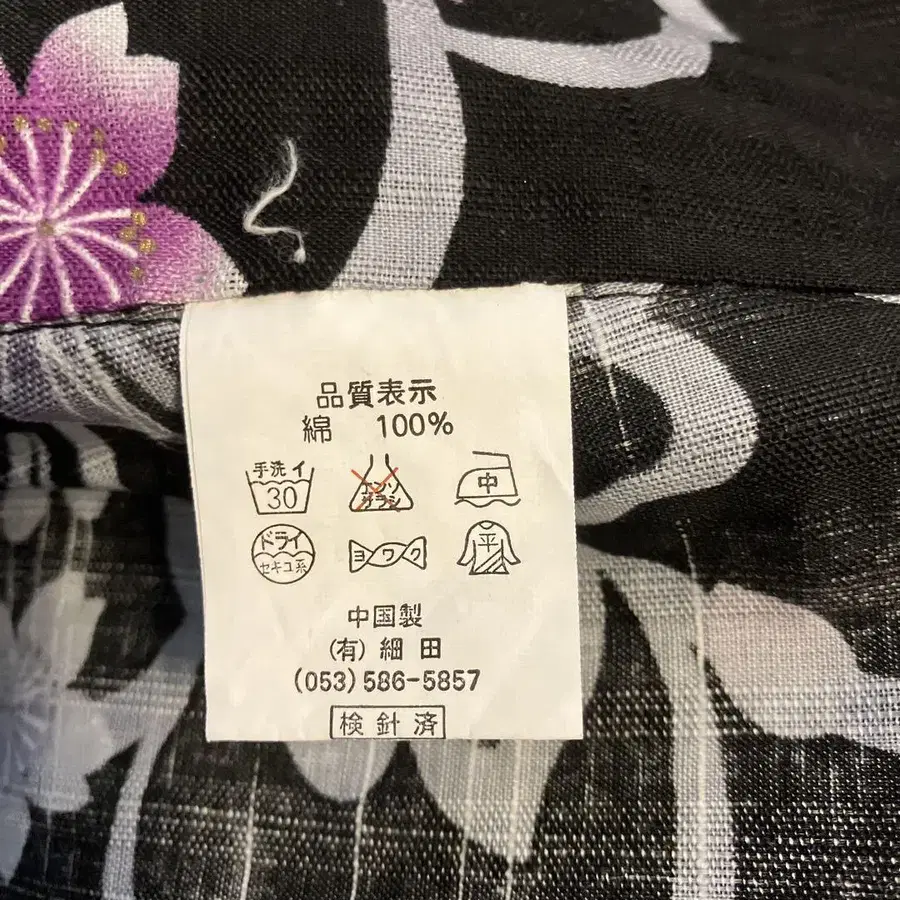 品質表示
綿 100%
手洗イ 30
エンソ サラシ
中
ドライ セキユ系
ヨワク
平
中国製
(有) 細田
(053) 586-5857
検針済